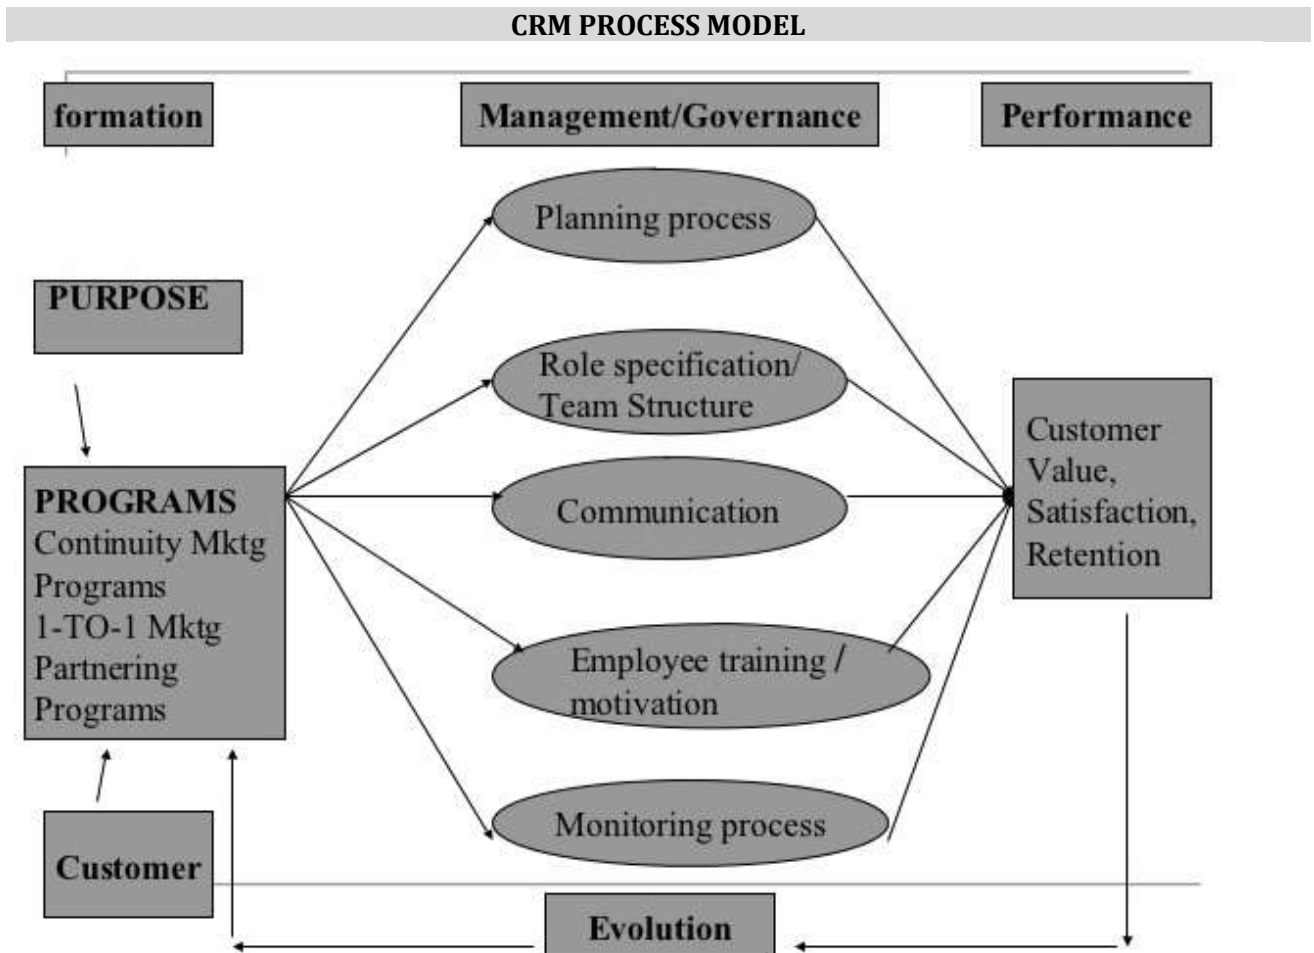 CRM PROCESS MODEL
formation
Management/Governance
Performance
Planning process
PURPOSE
Role specification/
Team Structure
Customer
Value,
Satisfaction,
Retention
PROGRAMS
Continuity Mktg
Programs
1-TO-1 Mktg
Partnering
Programs
Communication
Employee training /
motivation
Monitoring process
Customer
Evolution